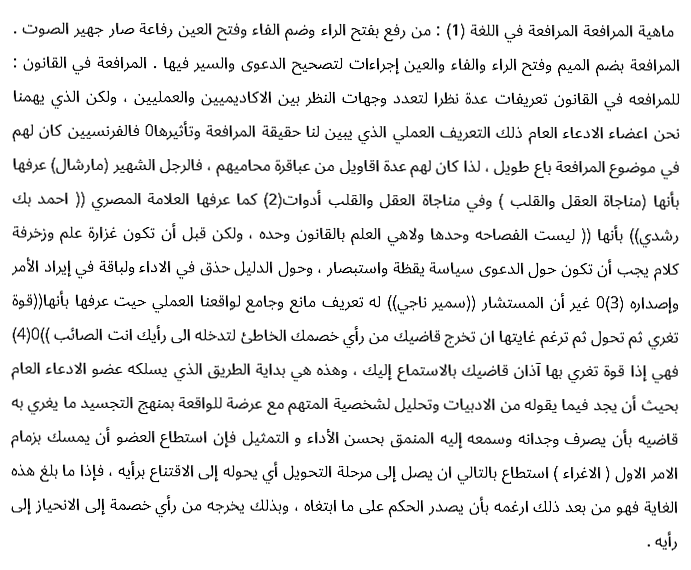 ماهية المرافعة المرافعة في اللغة (1) : من رفع بفتح الراء وضم الفاء وفتح العين رفاعة صار جهير الصوت .
المرافعة بضم الميم وفتح الراء والفاء والعين إجراءات لتصحيح الدعوى والسير فيها . المرافعة في القانون :
للمرافعه في القانون تعريفات عدة نظرا لتعدد وجهات النظر بين الاكاديميين والعمليين ، ولكن الذي يهمنا
نحن اعضاء الادعاء العام ذلك التعريف العملي الذي يبين لنا حقيقة المرافعة وتأثيرها0 فالفرنسيين كان لهم
في موضوع المرافعة باع طويل ، لذا كان لهم عدة اقاويل من عباقرة محاميهم ، فالرجل الشهير (مارشال) عرفها
بأنها (مناجاة العقل والقلب ) وفي مناجاة العقل والقلب أدوات(2) كما عرفها العلامة المصري (( احمد بك
رشدي)) بأنها (( ليست الفصاحه وحدها ولاهي العلم بالقانون وحده ، ولكن قبل أن تكون غزارة علم وزخرفة
كلام يجب أن تكون حول الدعوى سياسة يقظة واستبصار ، وحول الدليل حذق في الاداء ولباقة في إيراد الأمر
وإصداره (3)0 غير أن المستشار ((سمير ناجي)) له تعريف مانع وجامع لواقعنا العملي حيت عرفها بأنها((قوة
تغري ثم تحول ثم ترغم غايتها ان تخرج قاضيك من رأي خصمك الخاطئ لتدخله الى رأيك انت الصائب ))0(4)
فهي إذا قوة تغري بها آذان قاضيك بالاستماع إليك ، وهذه هي بداية الطريق الذي يسلكه عضو الادعاء العام
بحيث أن يجد فيما يقوله من الادبيات وتحليل لشخصية المتهم مع عرضة للواقعة بمنهج التجسيد ما يغري به
قاضيه بأن يصرف وجدانه وسمعه إليه المنمق بحسن الأداء و التمثيل فإن استطاع العضو أن يمسك بزمام
الامر الاول ( الاغراء ) استطاع بالتالي ان يصل إلى مرحلة التحويل أي يحوله إلى الاقتناع برأيه ، فإذا ما بلغ هذه
الغاية فهو من بعد ذلك ارغمه بأن يصدر الحكم على ما ابتغاه ، وبذلك يخرجه من رأي خصمة إلى الانحياز إلى
رأيه .